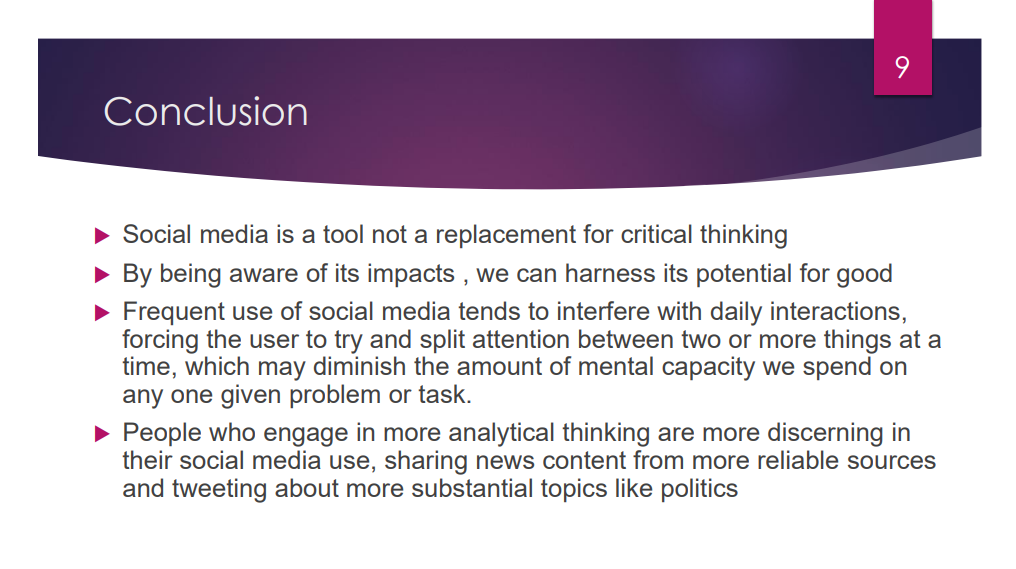 9
Conclusion
Social media is a tool not a replacement for critical thinking
By being aware of its impacts , we can harness its potential for good
Frequent use of social media tends to interfere with daily interactions,
forcing the user to try and split attention between two or more things at a
time, which may diminish the amount of mental capacity we spend on
any one given problem or task.
People who engage in more analytical thinking are more discerning in
their social media use, sharing news content from more reliable sources
and tweeting about more substantial topics like politics